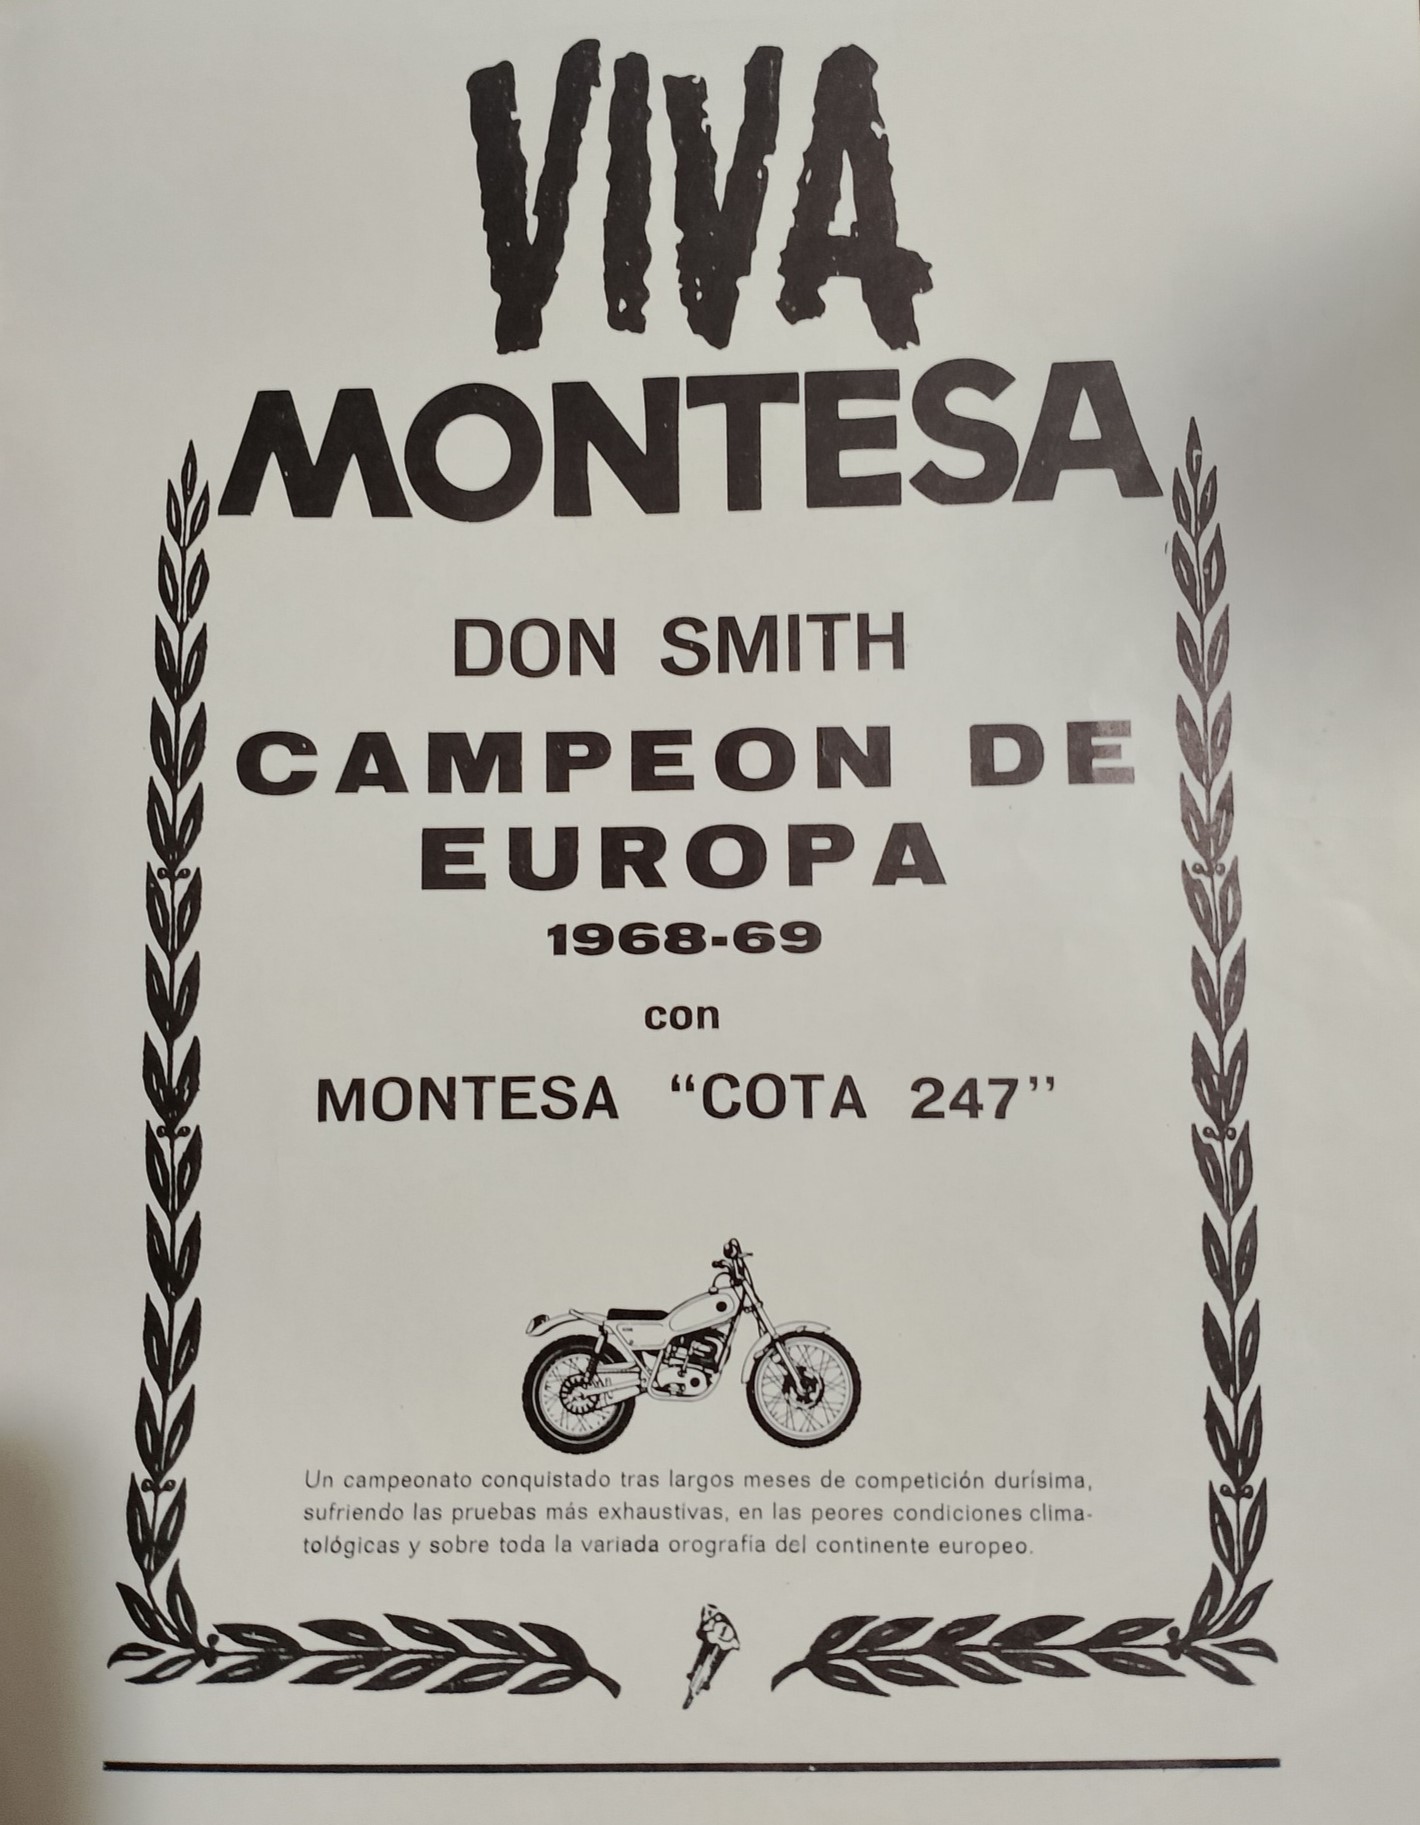 VIVA
MONTESA
DON SMITH
CAMPEON DE
EUROPA
1968-69
con
MONTESA “COTA 247”
Un campeonato conquistado tras largos meses de competición durísima,
sufriendo las pruebas más exhaustivas, en las peores condiciones clima-
tológicas y sobre toda la variada orografía del continente europeo.